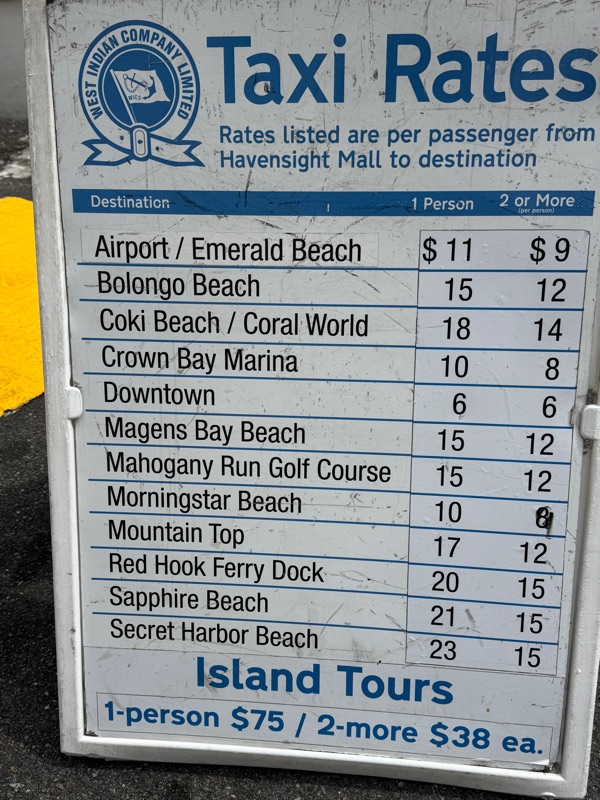 WEST INDIAN COMPANY LIMITED
WICO
Taxi Rates
Rates listed are per passenger from
Havensight Mall to destination
Destination 1 Person 2 or More
(per person)
Airport / Emerald Beach $ 11 $ 9
Bolongo Beach 15 12
Coki Beach / Coral World 18 14
Crown Bay Marina 10 8
Downtown 6 6
Magens Bay Beach 15 12
Mahogany Run Golf Course 15 12
Morningstar Beach 10
Mountain Top 17 12
Red Hook Ferry Dock 20 15
Sapphire Beach 21 15
Secret Harbor Beach 23 15
Island Tours
1-person $75 / 2-more $38 ea.